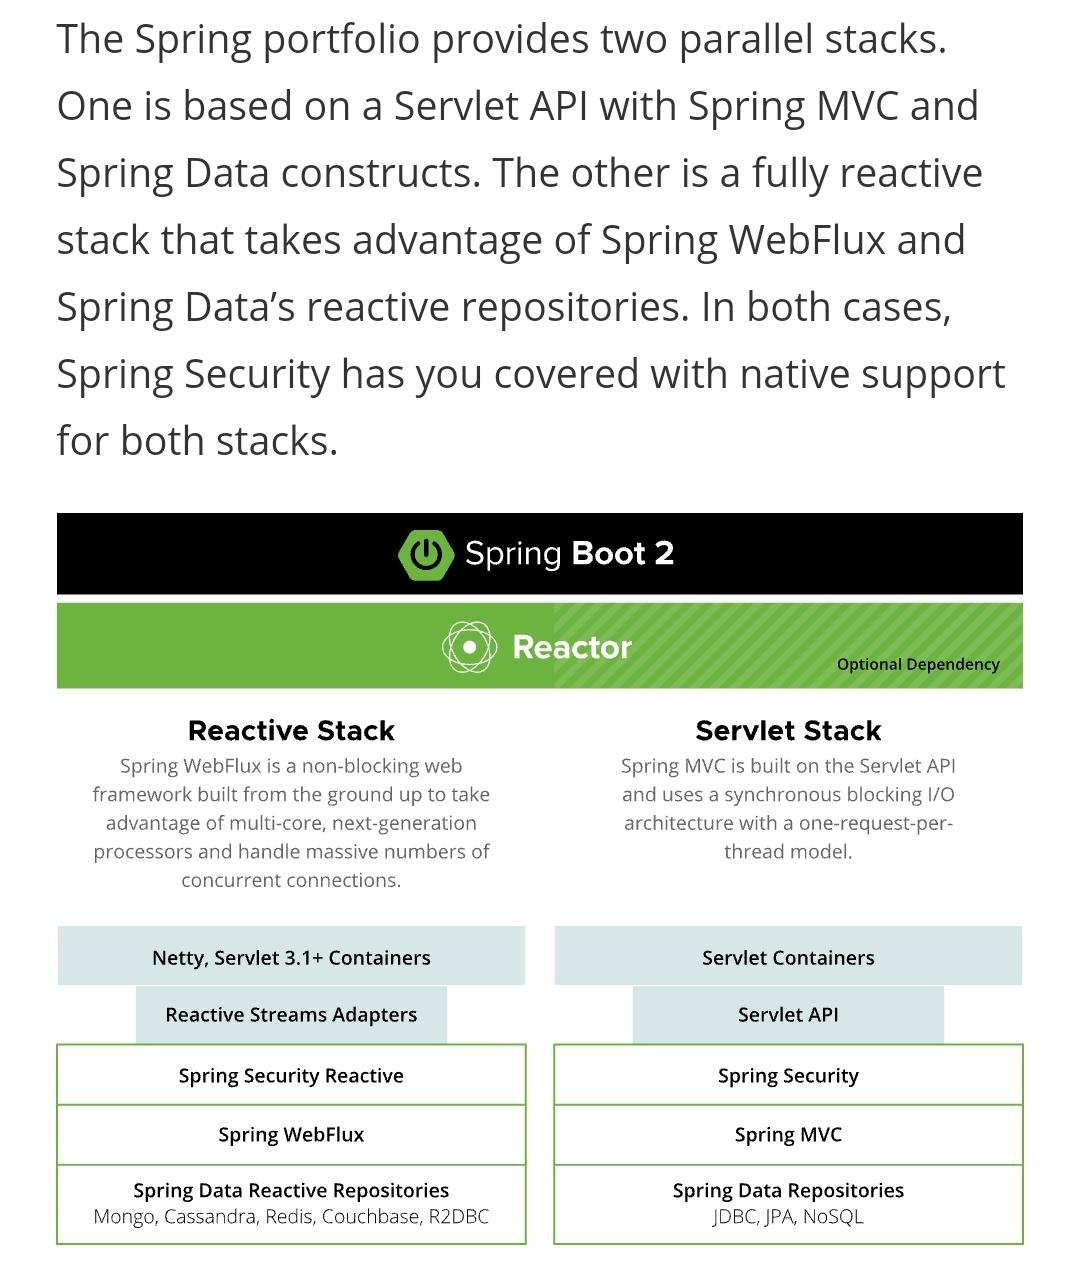 The Spring portfolio provides two parallel stacks.
One is based on a Servlet API with Spring MVC and
Spring Data constructs. The other is a fully reactive
stack that takes advantage of Spring WebFlux and
Spring Data’s reactive repositories. In both cases,
Spring Security has you covered with native support
for both stacks.
Spring Boot 2
Reactor
Optional Dependency
Reactive Stack
Spring WebFlux is a non-blocking web
framework built from the ground up to take
advantage of multi-core, next-generation
processors and handle massive numbers of
concurrent connections.
Servlet Stack
Spring MVC is built on the Servlet API
and uses a synchronous blocking I/O
architecture with a one-request-per-
thread model.
Netty, Servlet 3.1+ Containers
Reactive Streams Adapters
Spring Security Reactive
Spring WebFlux
Spring Data Reactive Repositories
Mongo, Cassandra, Redis, Couchbase, R2DBC
Servlet Containers
Servlet API
Spring Security
Spring MVC
Spring Data Repositories
JDBC, JPA, NoSQL